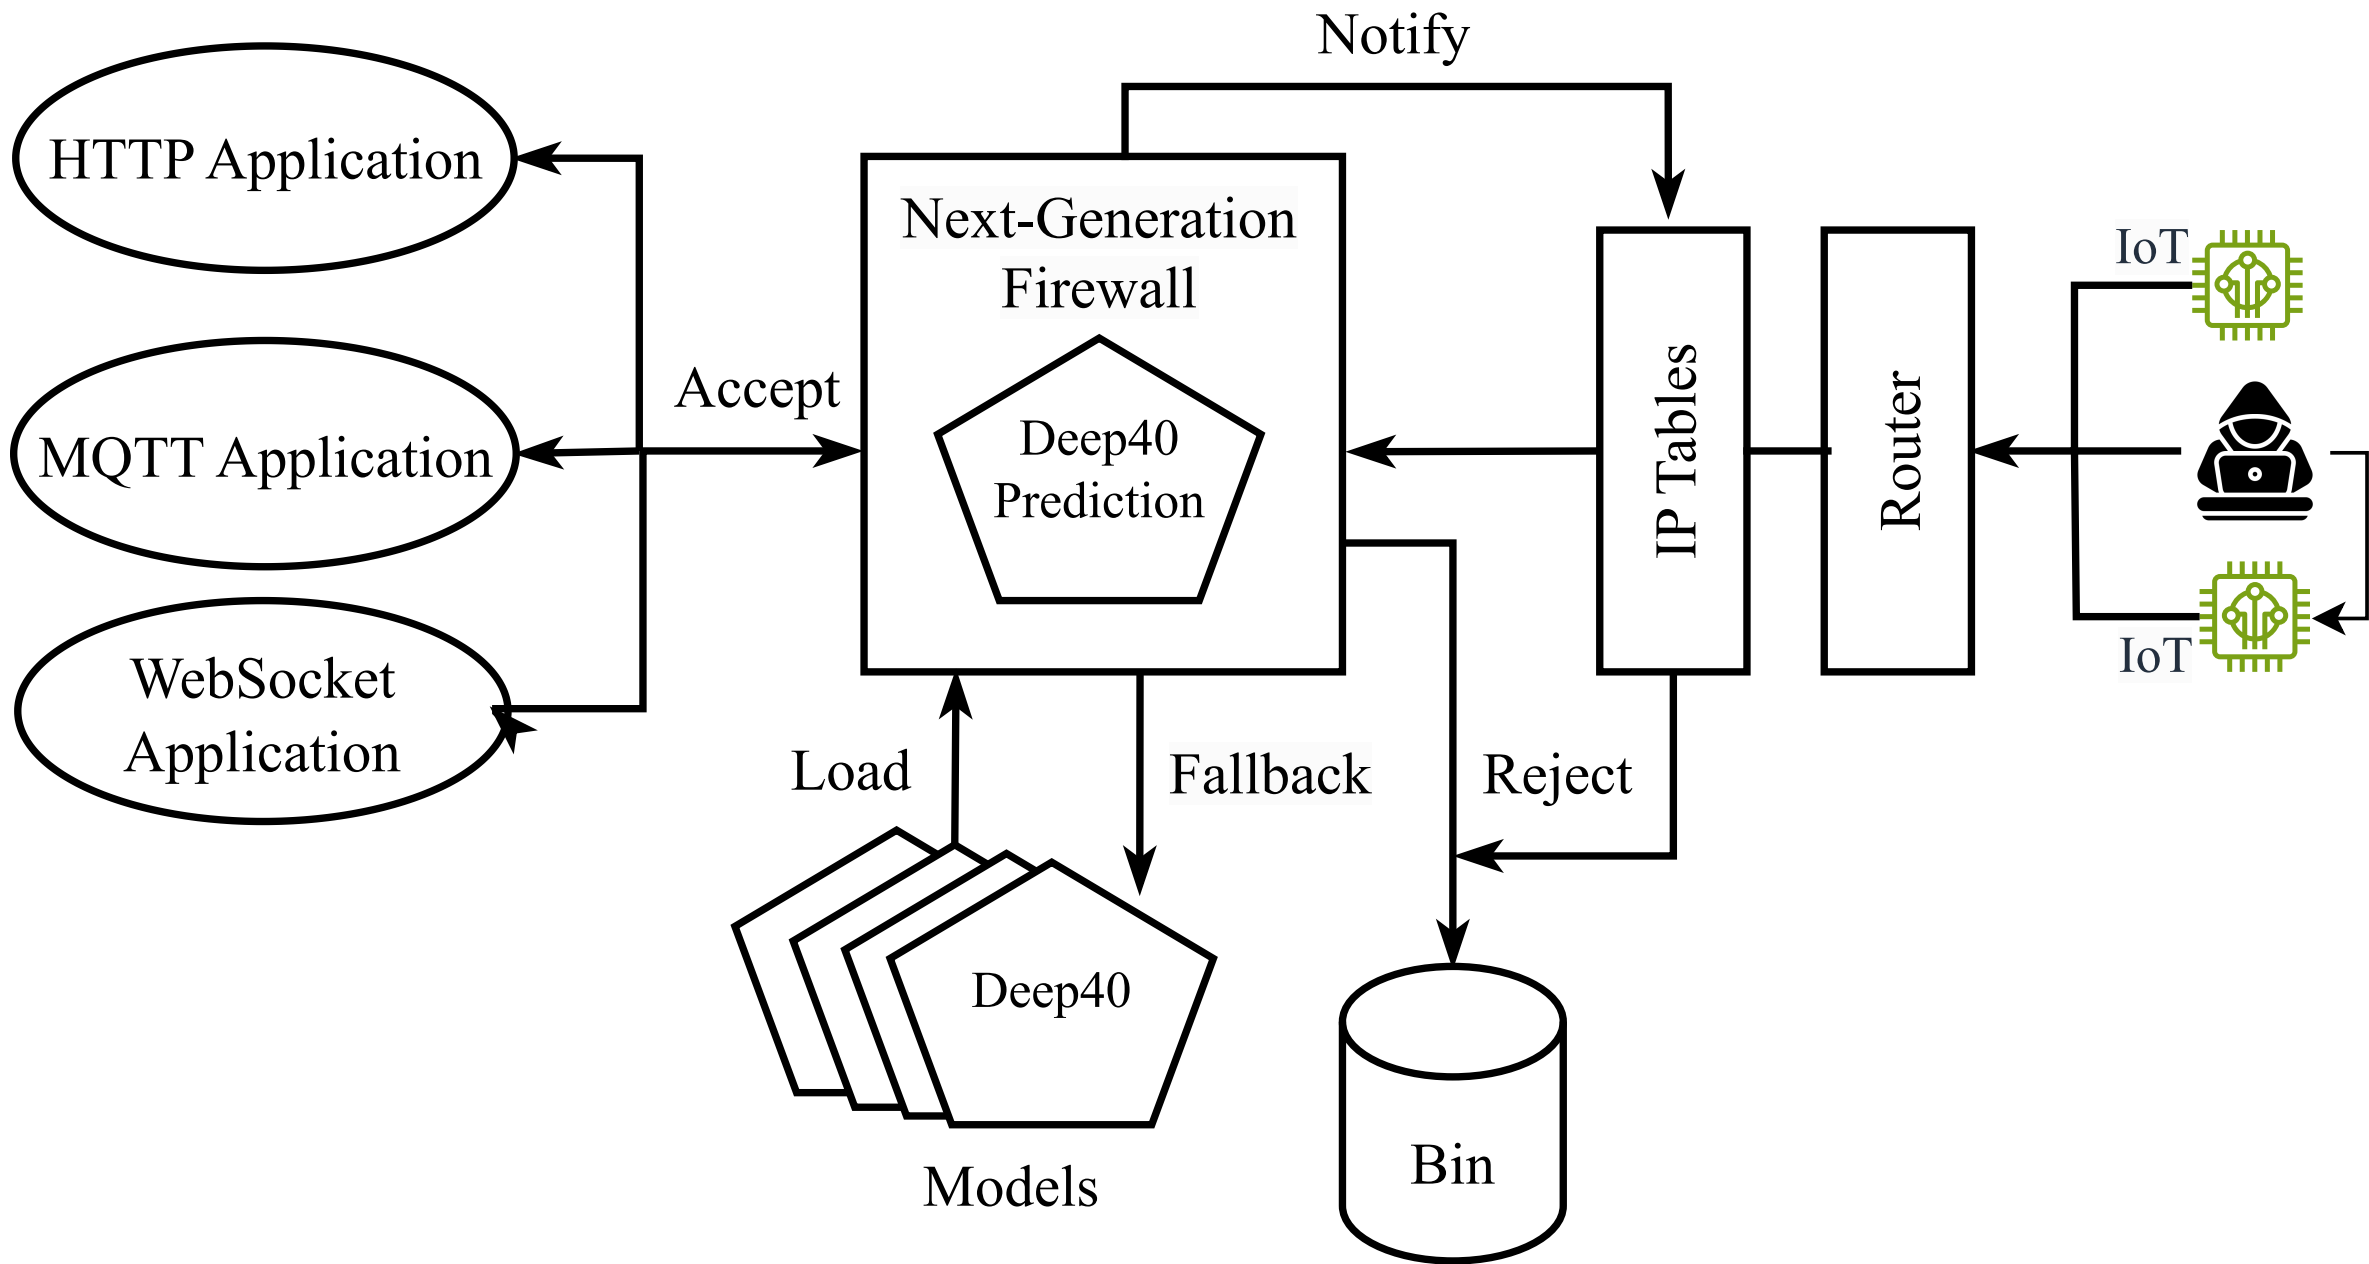 Notify
HTTP Application
Next-Generation
Firewall
IoT
Accept
MQTT Application
Deep40
Prediction
IP Tables
Router
IoT
WebSocket
Application
Load
Fallback
Reject
Deep40
Models
Bin